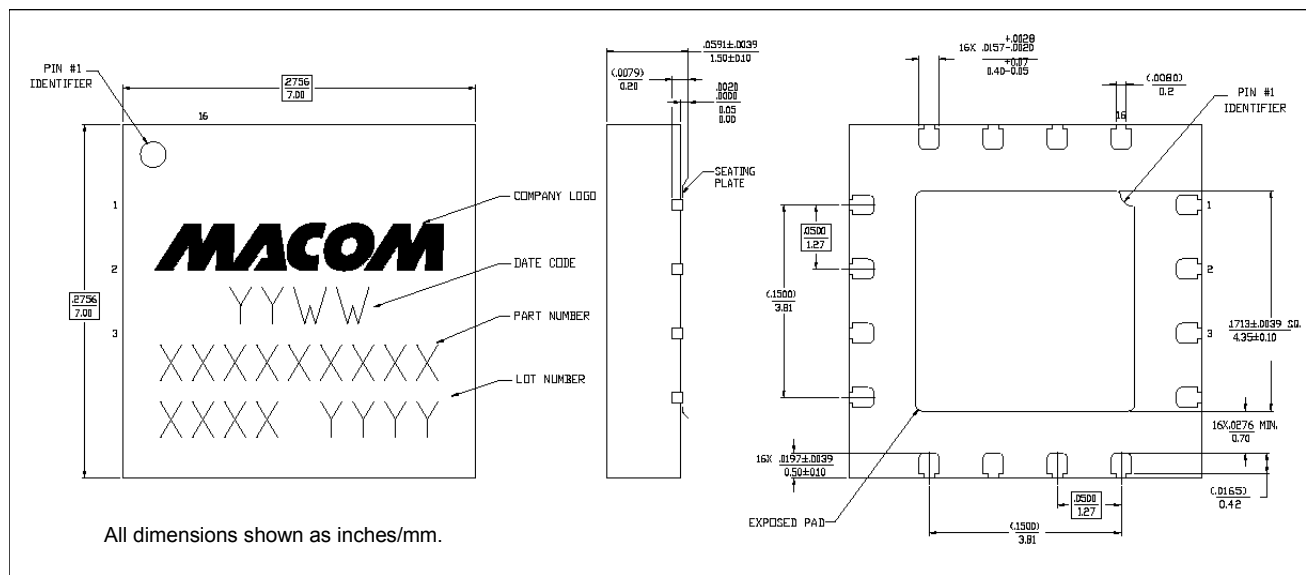 PIN #1
IDENTIFIER
.2756
7.00
16
1
2
3
.2756
7.00
COMPANY LOGO
MACOM
DATE CODE
YYWW
PART NUMBER
XXXXXXXXX
LOT NUMBER
XXXX YYYY
All dimensions shown as inches/mm.
.0591±.0039
1.50±0.10
(.0079)
0.20
.0020
.0000
0.05
0.00
SEATING
PLATE
16X .0157 +.0028 -.0020
0.40 +0.07 -0.05
(.0080)
0.2
PIN #1
IDENTIFIER
16
1
2
3
.0500
1.27
(.1500)
3.81
.1713±.0039 SQ.
4.35±0.10
16X .0276 MIN.
0.70
16X .0197±.0039
0.50±0.10
(.0165)
0.42
.0500
1.27
(.1500)
3.81
EXPOSED PAD